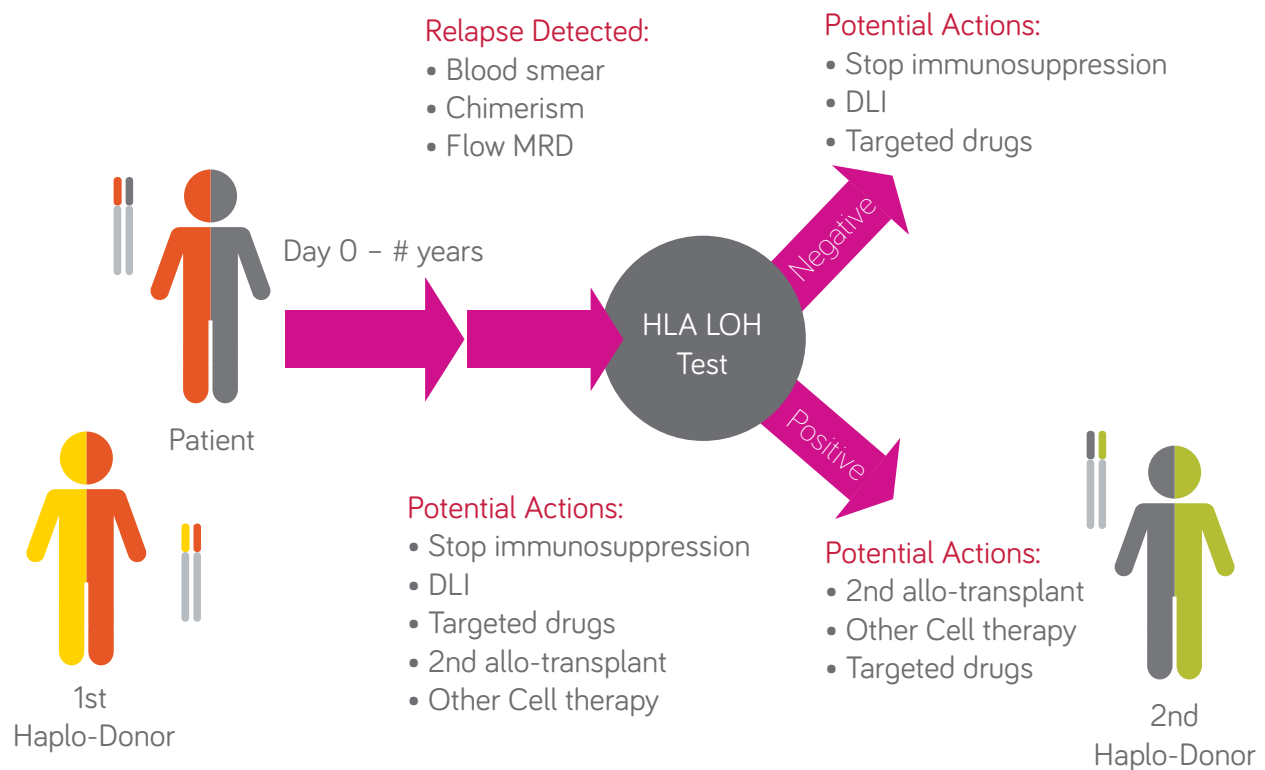 Relapse Detected:
• Blood smear
• Chimerism
• Flow MRD
Potential Actions:
• Stop immunosuppression
• DLI
• Targeted drugs
Day 0 – # years
Patient
HLA LOH
Test
Negative
Positive
1st
Haplo-Donor
Potential Actions:
• Stop immunosuppression
• DLI
• Targeted drugs
• 2nd allo-transplant
• Other Cell therapy
Potential Actions:
• 2nd allo-transplant
• Other Cell therapy
• Targeted drugs
2nd
Haplo-Donor